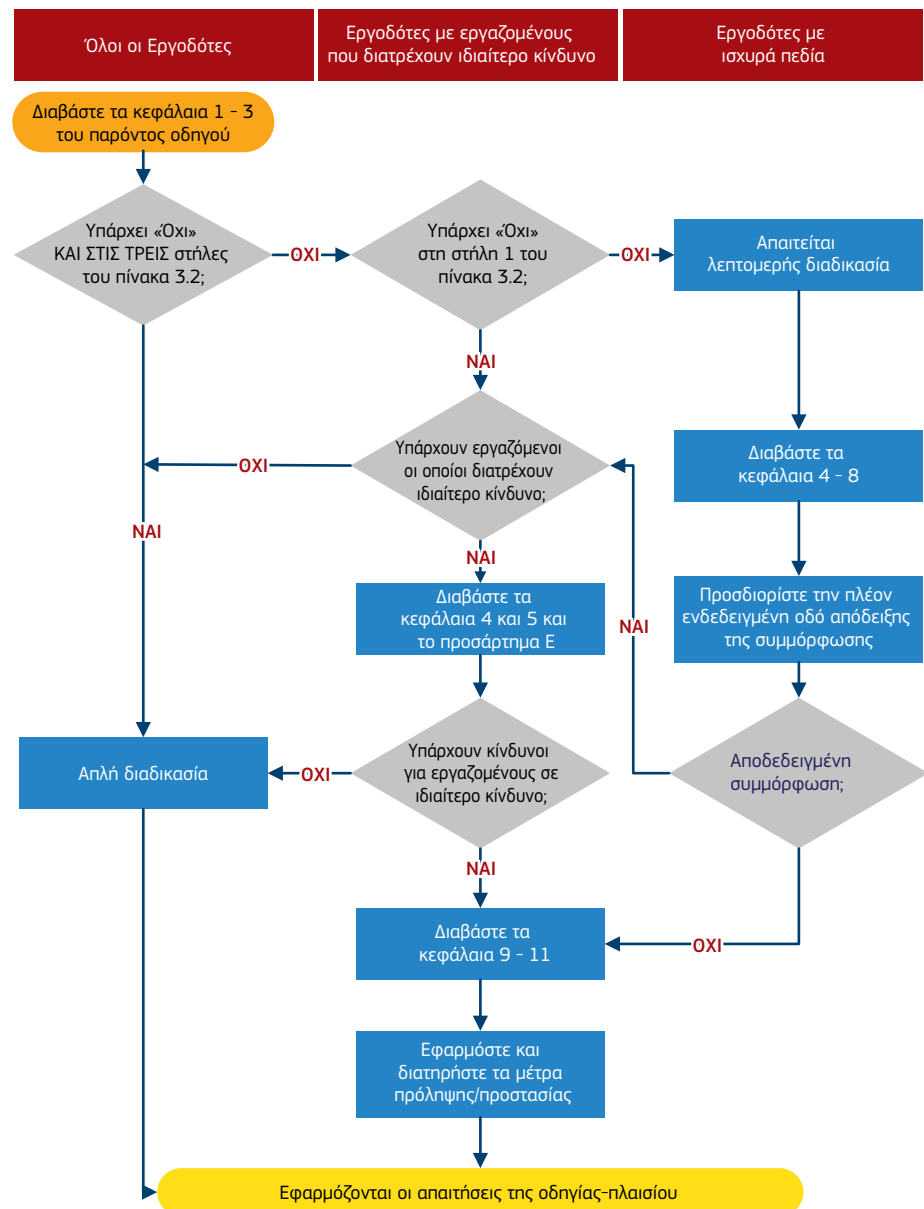 Όλοι οι Εργοδότες
Εργοδότες με εργαζομένους
που διατρέχουν ιδιαίτερο κίνδυνο
Εργοδότες με
ισχυρά πεδία
Διαβάστε τα κεφάλαια 1 - 3
του παρόντος οδηγού
Υπάρχει «Όχι»
ΚΑΙ ΣΤΙΣ ΤΡΕΙΣ στήλες
του πίνακα 3.2;
ΟΧΙ
Υπάρχει «Όχι»
στη στήλη 1 του
πίνακα 3.2;
ΟΧΙ
Απαιτείται
λεπτομερής διαδικασία
ΝΑΙ
Υπάρχουν εργαζόμενοι
οι οποίοι διατρέχουν
ιδιαίτερο κίνδυνο;
ΟΧΙ
Διαβάστε τα
κεφάλαια 4 - 8
ΝΑΙ
ΝΑΙ
Διαβάστε τα
κεφάλαια 4 και 5 και
το προσάρτημα Ε
ΝΑΙ
Προσδιορίστε την πλέον
ενδεδειγμένη οδό απόδειξης
της συμμόρφωσης
Απλή διαδικασία
ΟΧΙ
Υπάρχουν κίνδυνοι
για εργαζομένους σε
ιδιαίτερο κίνδυνο;
Αποδεδειγμένη
συμμόρφωση;
ΝΑΙ
Διαβάστε τα
κεφάλαια 9 - 11
ΟΧΙ
Εφαρμόστε και
διατηρήστε τα μέτρα
πρόληψης/προστασίας
Εφαρμόζονται οι απαιτήσεις της οδηγίας-πλαισίου